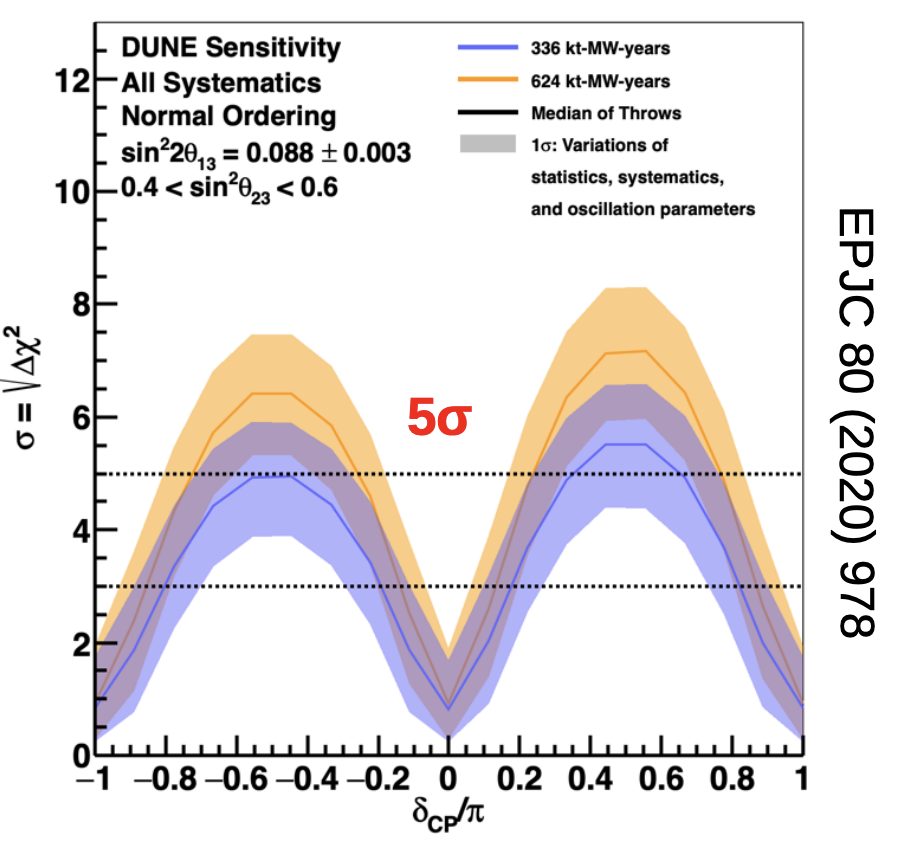 DUNE Sensitivity
All Systematics
Normal Ordering
sin²2θ₁₃ = 0.088 ± 0.003
0.4 < sin²θ₂₃ < 0.6
336 kt-MW-years
624 kt-MW-years
Median of Throws
1σ: Variations of
statistics, systematics,
and oscillation parameters
12
10
8
6
4
2
0
σ = √Δχ²
5σ
−1 −0.8 −0.6 −0.4 −0.2 0 0.2 0.4 0.6 0.8 1
δCP/π
EPJC 80 (2020) 978